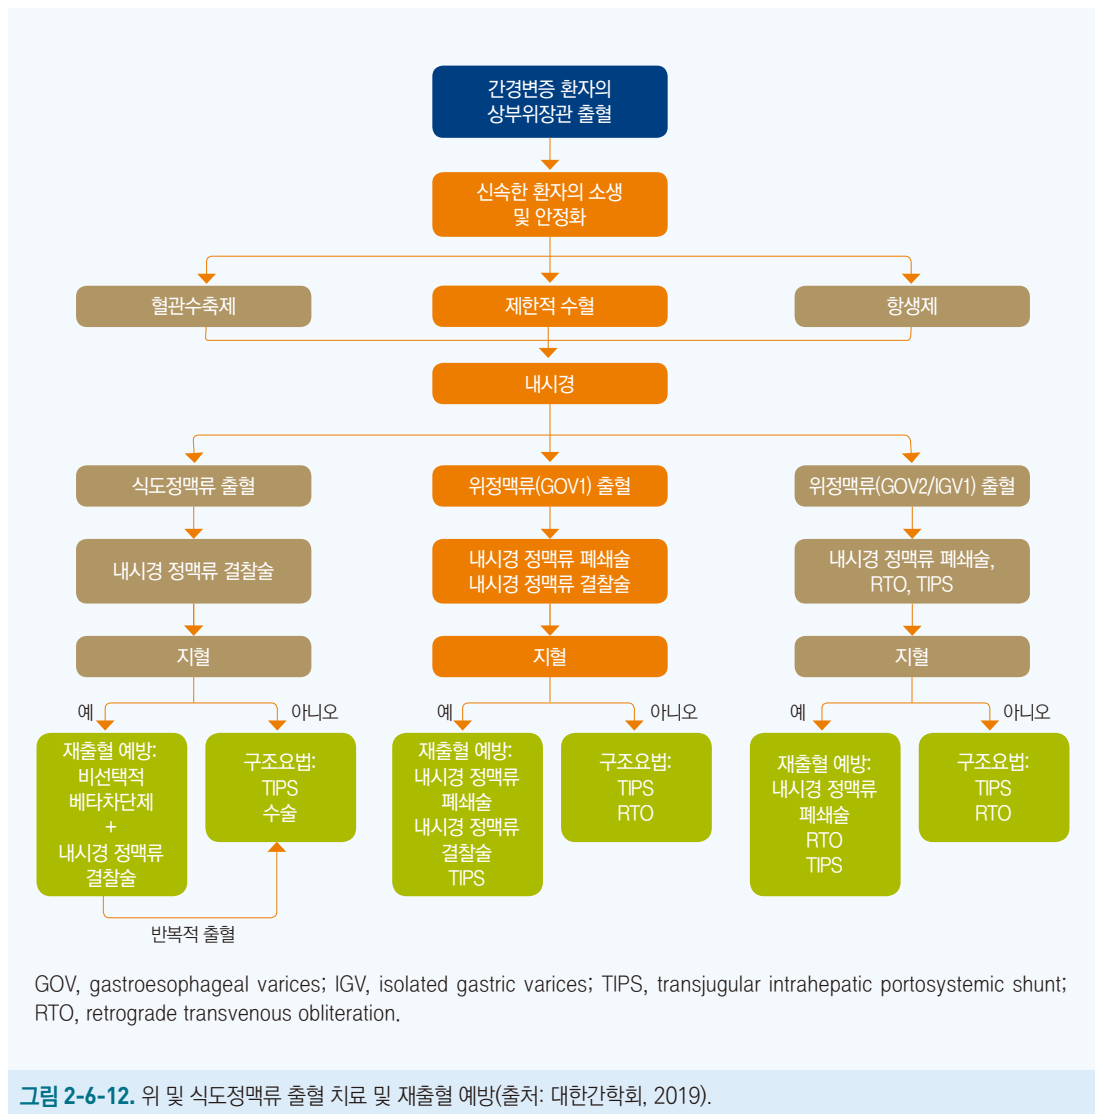 간경변증 환자의
상부위장관 출혈
신속한 환자의 소생
및 안정화
혈관수축제
제한적 수혈
항생제
내시경
식도정맥류 출혈
위정맥류(GOV1) 출혈
위정맥류(GOV2/IGV1) 출혈
내시경 정맥류 결찰술
내시경 정맥류 폐쇄술
내시경 정맥류 결찰술
내시경 정맥류 폐쇄술,
RTO, TIPS
지혈
지혈
지혈
예
아니오
예
아니오
예
아니오
재출혈 예방:
비선택적
베타차단제
+
내시경 정맥류
결찰술
구조요법:
TIPS
수술
재출혈 예방:
내시경 정맥류
폐쇄술
내시경 정맥류
결찰술
TIPS
구조요법:
TIPS
RTO
재출혈 예방:
내시경 정맥류
폐쇄술
RTO
TIPS
구조요법:
TIPS
RTO
반복적 출혈
GOV, gastroesophageal varices; IGV, isolated gastric varices; TIPS, transjugular intrahepatic portosystemic shunt;
RTO, retrograde transvenous obliteration.
그림 2-6-12. 위 및 식도정맥류 출혈 치료 및 재출혈 예방(출처: 대한간학회, 2019).